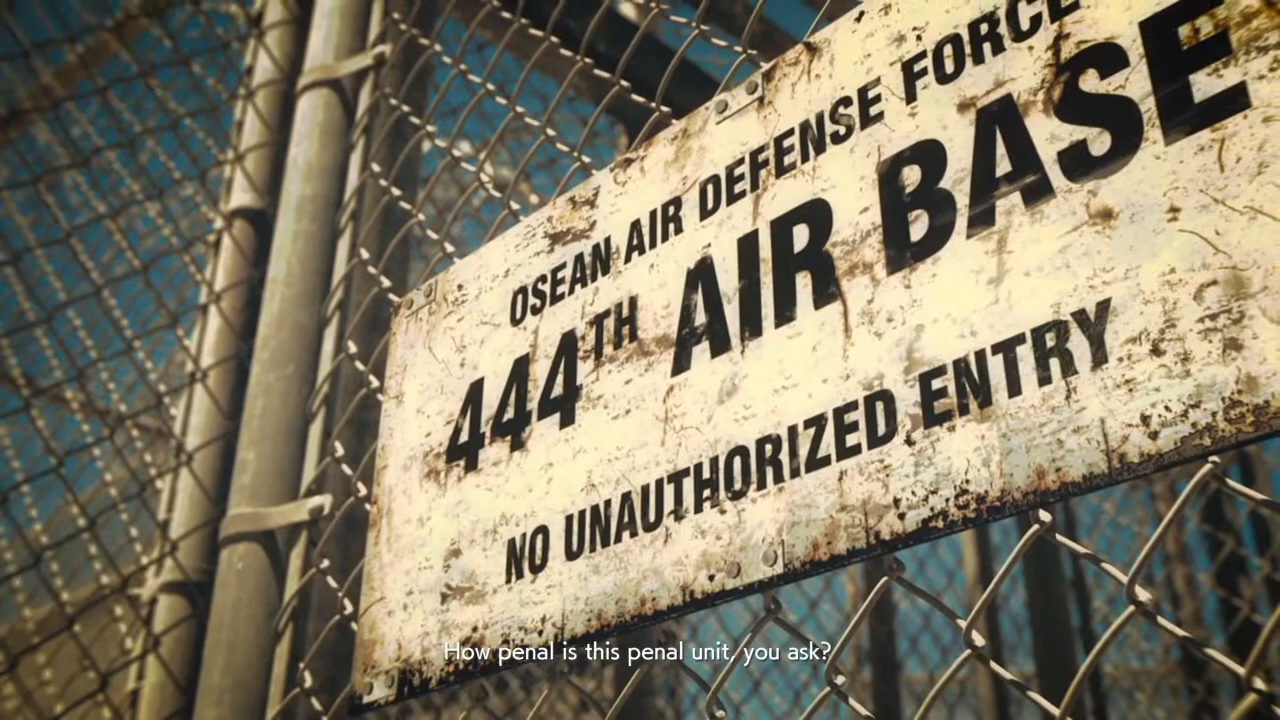 OSEAN AIR DEFENSE FORCE
444TH AIR BASE
NO UNAUTHORIZED ENTRY
How penal is this penal unit, you ask?